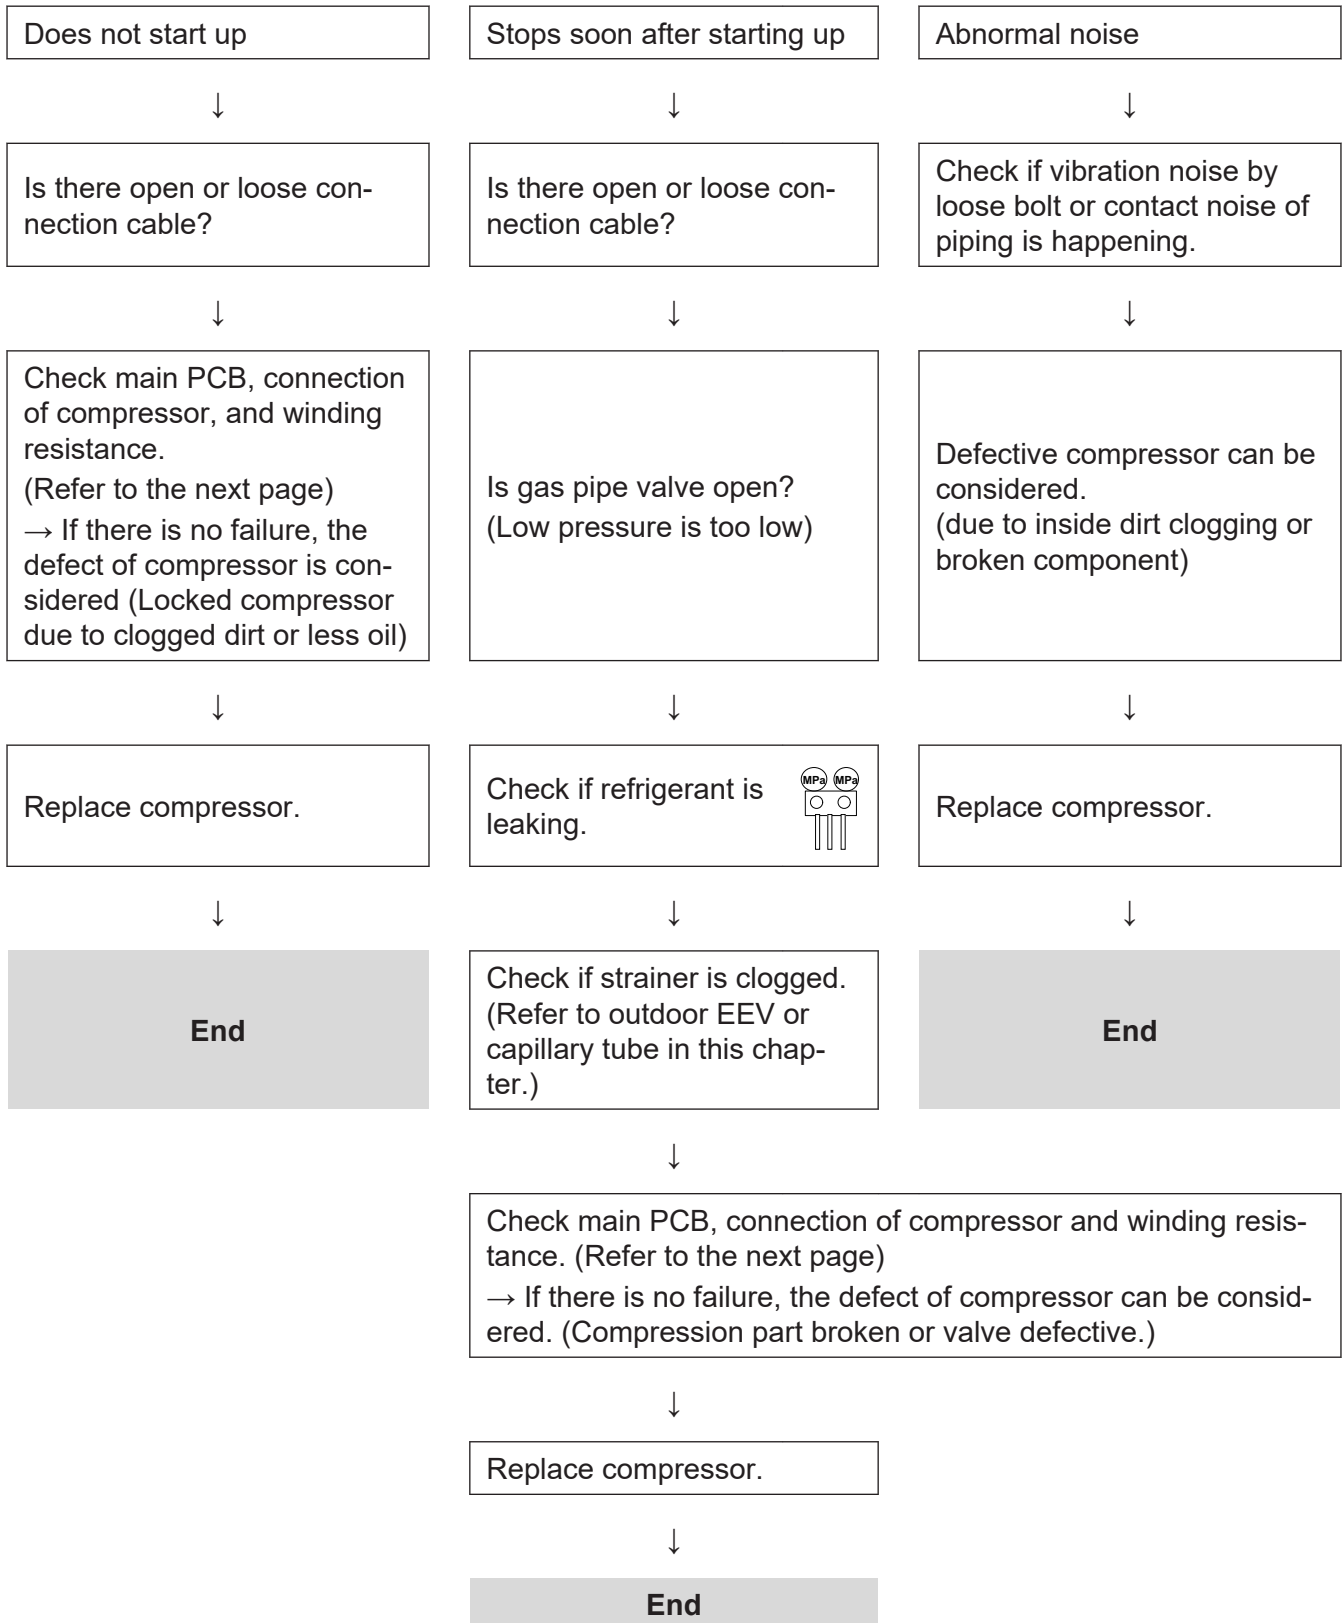 Does not start up
↓
Is there open or loose con-
nection cable?
↓
Check main PCB, connection
of compressor, and winding
resistance.
(Refer to the next page)
→ If there is no failure, the
defect of compressor is con-
sidered (Locked compressor
due to clogged dirt or less oil)
↓
Replace compressor.
↓
End
Stops soon after starting up
↓
Is there open or loose con-
nection cable?
↓
Is gas pipe valve open?
(Low pressure is too low)
↓
Check if refrigerant is
leaking.
MPa MPa
↓
Check if strainer is clogged.
(Refer to outdoor EEV or
capillary tube in this chap-
ter.)
↓
Check main PCB, connection of compressor and winding resis-
tance. (Refer to the next page)
→ If there is no failure, the defect of compressor can be consid-
ered. (Compression part broken or valve defective.)
↓
Replace compressor.
↓
End
Abnormal noise
↓
Check if vibration noise by
loose bolt or contact noise of
piping is happening.
↓
Defective compressor can be
considered.
(due to inside dirt clogging or
broken component)
↓
Replace compressor.
↓
End